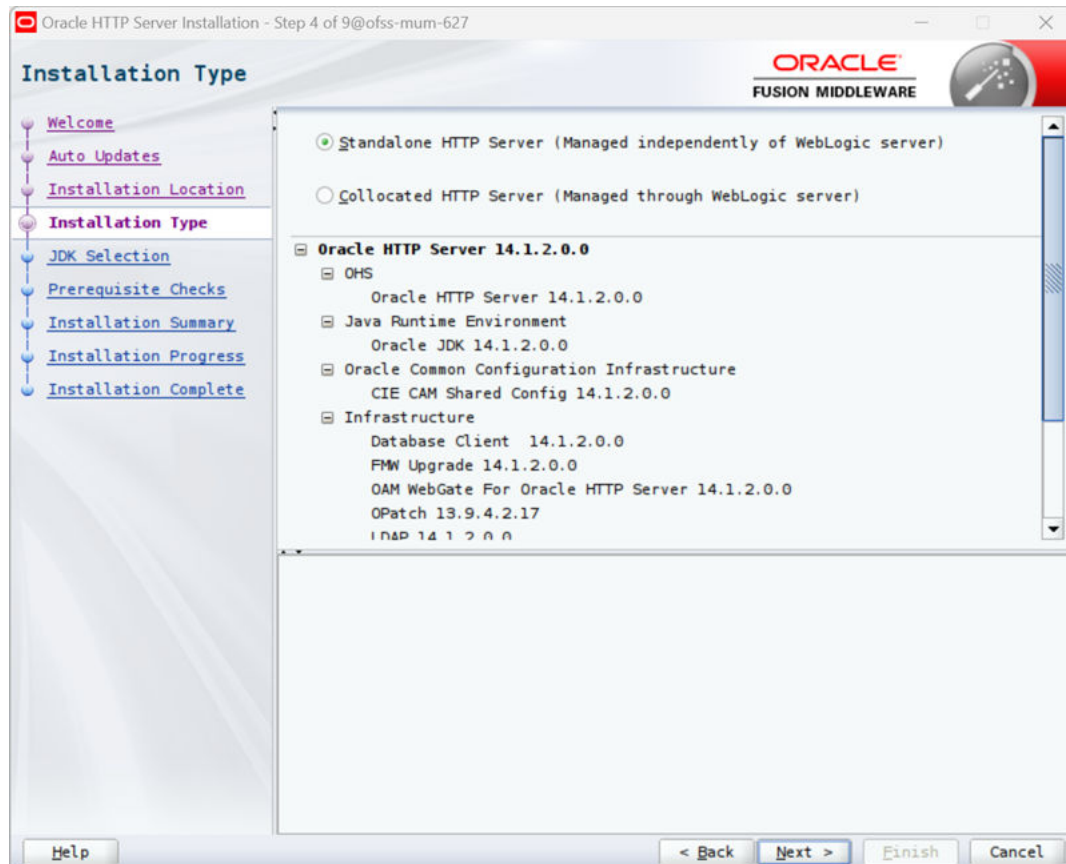 Oracle HTTP Server Installation - Step 4 of 9@ofss-mum-627
Installation Type
ORACLE
FUSION MIDDLEWARE
Welcome
Auto Updates
Installation Location
Installation Type
JDK Selection
Prerequisite Checks
Installation Summary
Installation Progress
Installation Complete
Standalone HTTP Server (Managed independently of WebLogic server)
Collocated HTTP Server (Managed through WebLogic server)
Oracle HTTP Server 14.1.2.0.0
OHS
Oracle HTTP Server 14.1.2.0.0
Java Runtime Environment
Oracle JDK 14.1.2.0.0
Oracle Common Configuration Infrastructure
CIE CAM Shared Config 14.1.2.0.0
Infrastructure
Database Client  14.1.2.0.0
FMW Upgrade 14.1.2.0.0
OAM WebGate For Oracle HTTP Server 14.1.2.0.0
OPatch 13.9.4.2.17
LDAP 14.1.2.0.0
Help
< Back
Next >
Finish
Cancel